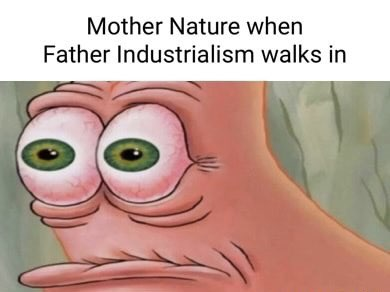 Mother Nature when
Father Industrialism walks in